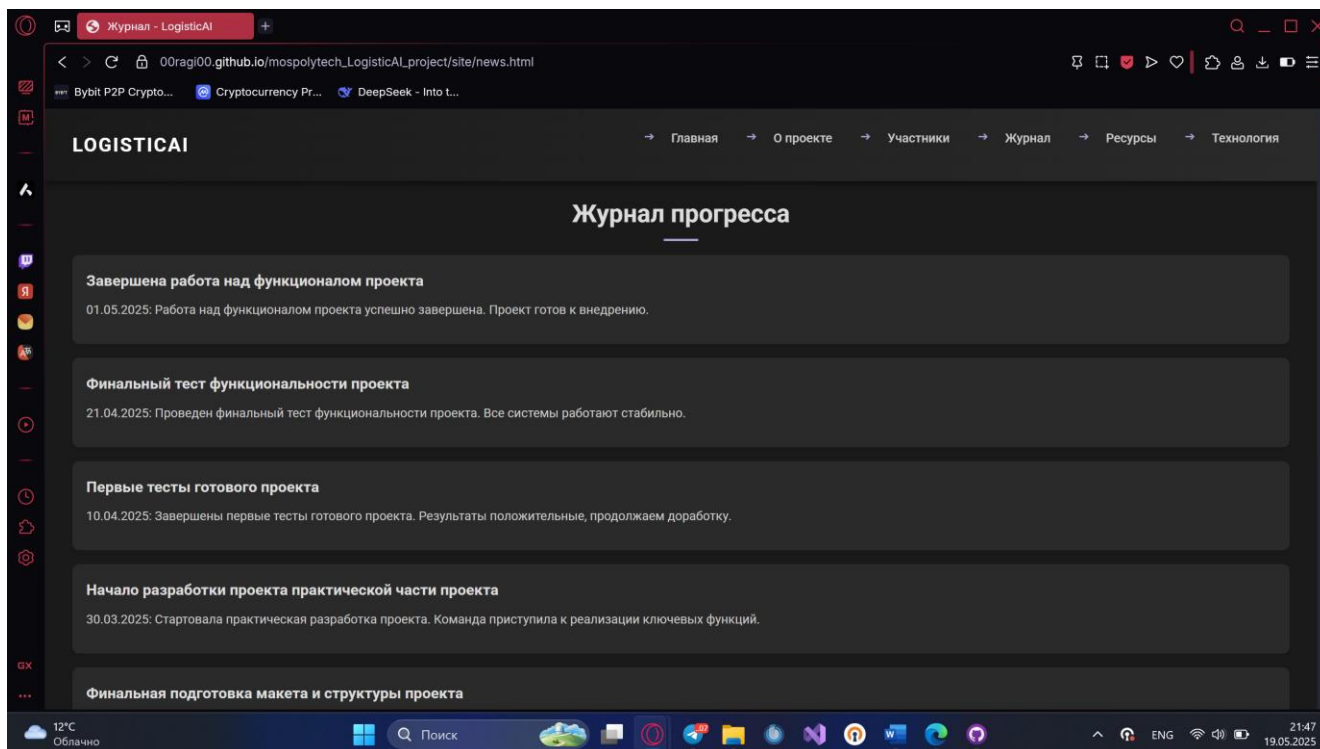 Журнал - LogisticAI
00ragi00.github.io/mospolytech_LogisticAI_project/site/news.html
Bybit P2P Crypto... Cryptocurrency Pr... DeepSeek - Into t...
LOGISTICAI → Главная → О проекте → Участники → Журнал → Ресурсы → Технология
Журнал прогресса
Завершена работа над функционалом проекта
01.05.2025: Работа над функционалом проекта успешно завершена. Проект готов к внедрению.
Финальный тест функциональности проекта
21.04.2025: Проведен финальный тест функциональности проекта. Все системы работают стабильно.
Первые тесты готового проекта
10.04.2025: Завершены первые тесты готового проекта. Результаты положительные, продолжаем доработку.
Начало разработки проекта практической части проекта
30.03.2025: Стартовала практическая разработка проекта. Команда приступила к реализации ключевых функций.
Финальная подготовка макета и структуры проекта
GX
12°C
Облачно
Поиск
ENG
21:47
19.05.2025